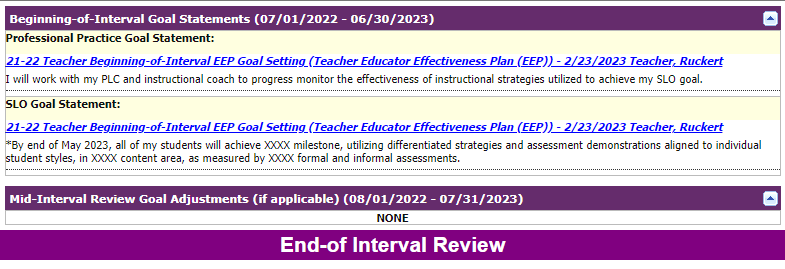 Beginning-of-Interval Goal Statements (07/01/2022 - 06/30/2023)
Professional Practice Goal Statement:
21-22 Teacher Beginning-of-Interval EEP Goal Setting (Teacher Educator Effectiveness Plan (EEP)) - 2/23/2023 Teacher, Ruckert
I will work with my PLC and instructional coach to progress monitor the effectiveness of instructional strategies utilized to achieve my SLO goal.
SLO Goal Statement:
21-22 Teacher Beginning-of-Interval EEP Goal Setting (Teacher Educator Effectiveness Plan (EEP)) - 2/23/2023 Teacher, Ruckert
*By end of May 2023, all of my students will achieve XXXX milestone, utilizing differentiated strategies and assessment demonstrations aligned to individual
student styles, in XXXX content area, as measured by XXXX formal and informal assessments.
Mid-Interval Review Goal Adjustments (if applicable) (08/01/2022 - 07/31/2023)
NONE
End-of Interval Review